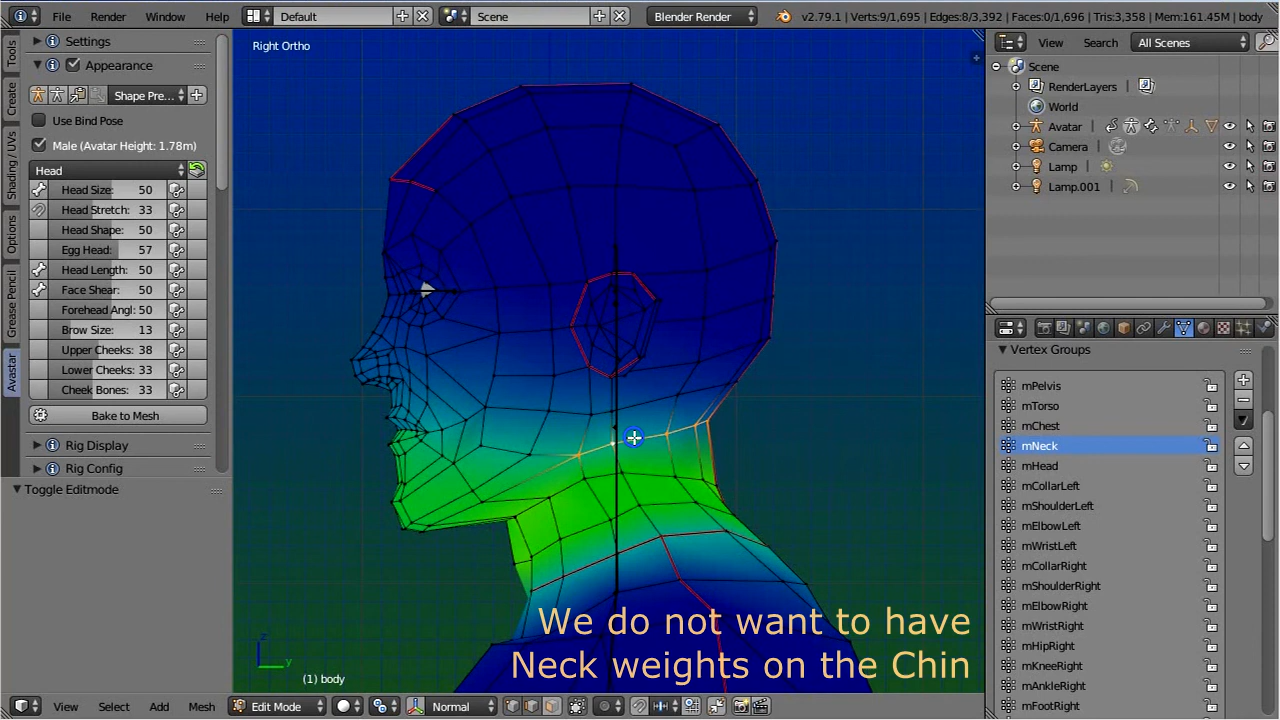 File Render Window Help Default Scene Blender Render v2.79.1 | Verts:9/1,695 | Edges:8/3,392 | Faces:0/1,696 | Tris:3,358 | Mem:161.45M | body
Tools
Create
Shading / UVs
Options
Grease Pencil
Avastar
Settings
Appearance
Shape Pre...
Use Bind Pose
Male (Avatar Height: 1.78m)
Head
Head Size: 50
Head Stretch: 33
Head Shape: 50
Egg Head: 57
Head Length: 50
Face Shear: 50
Forehead Angl: 50
Brow Size: 13
Upper Cheeks: 38
Lower Cheeks: 33
Cheek Bones: 33
Bake to Mesh
Rig Display
Rig Config
Toggle Editmode
Right Ortho
We do not want to have
Neck weights on the Chin
z
y
(1) body
View Select Add Mesh Edit Mode Normal
View Search All Scenes
Scene
RenderLayers
World
Avatar
Camera
Lamp
Lamp.001
Vertex Groups
mPelvis
mTorso
mChest
mNeck
mHead
mCollarLeft
mShoulderLeft
mElbowLeft
mWristLeft
mCollarRight
mShoulderRight
mElbowRight
mWristRight
mHipRight
mKneeRight
mAnkleRight
mFootRight